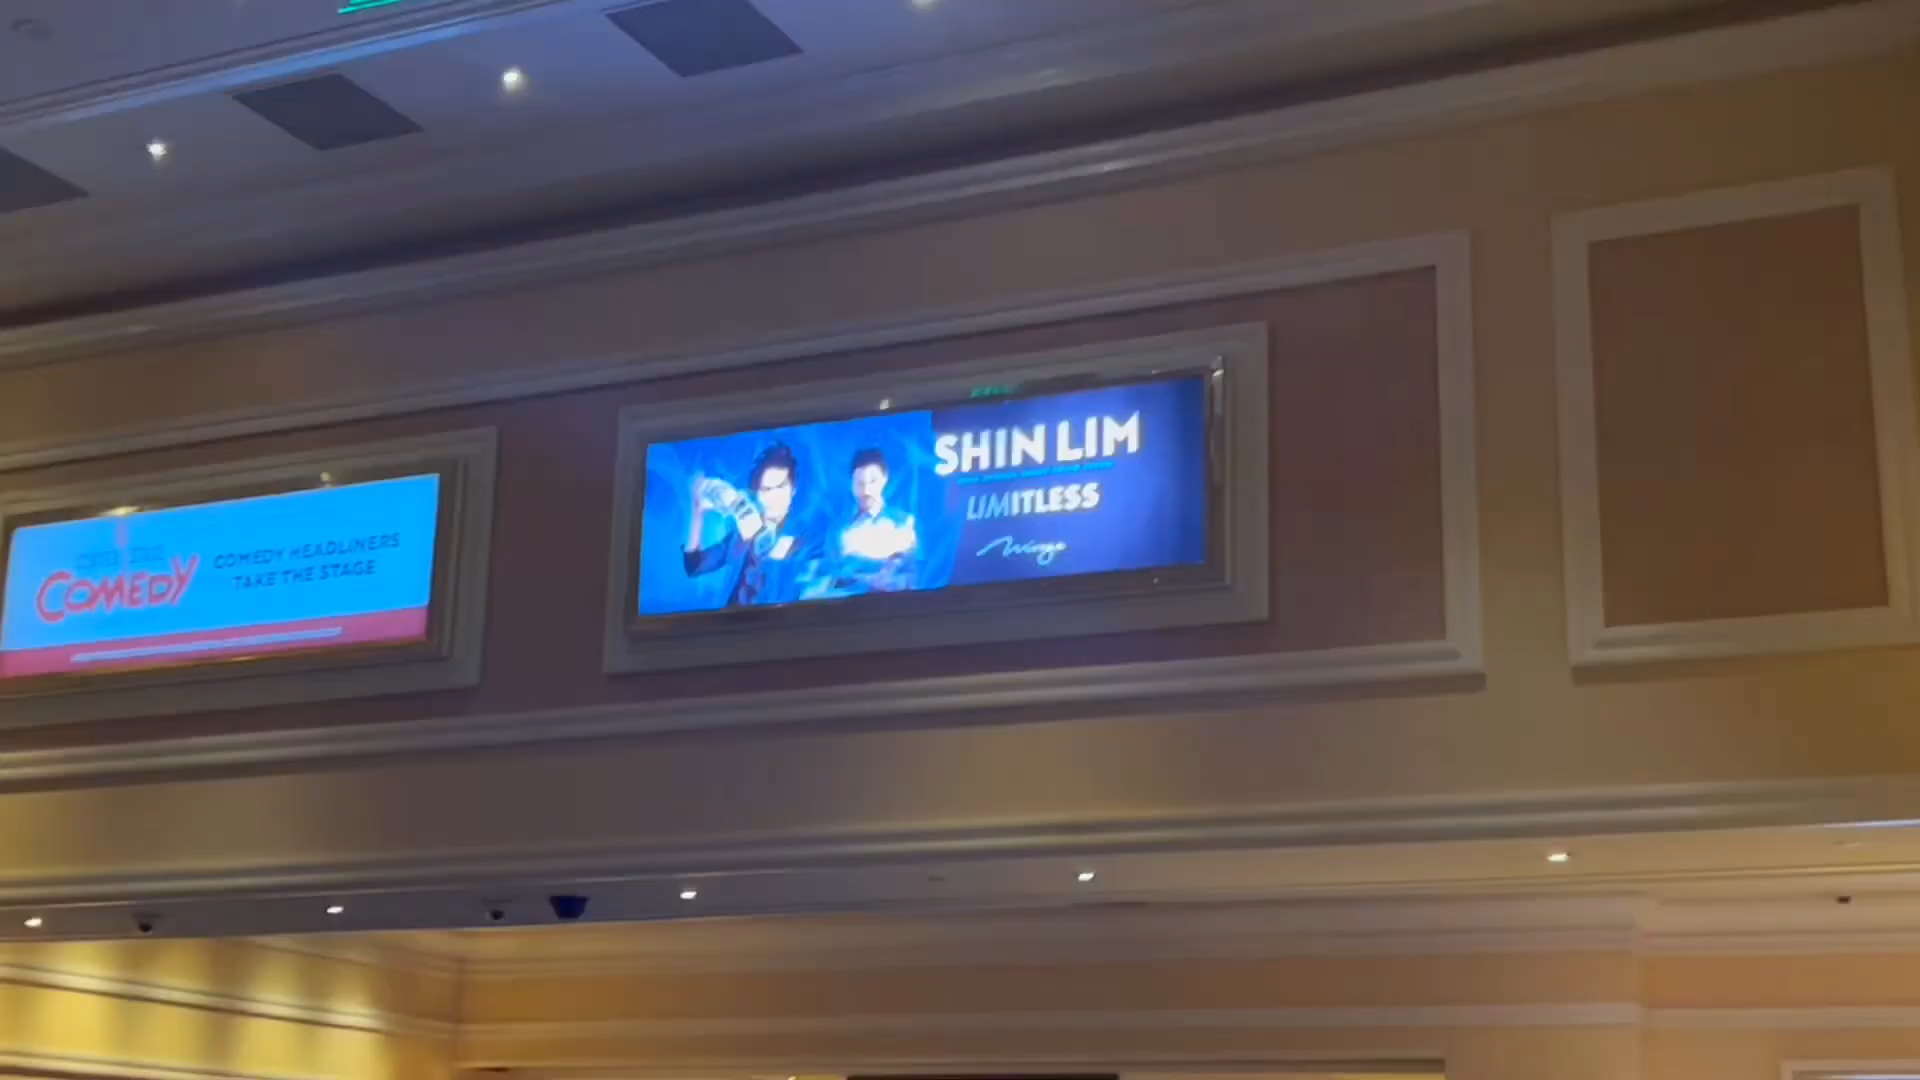 COMEDY
COMEDY HEADLINERS
TAKE THE STAGE
SHIN LIM
LIMITLESS
Mirage